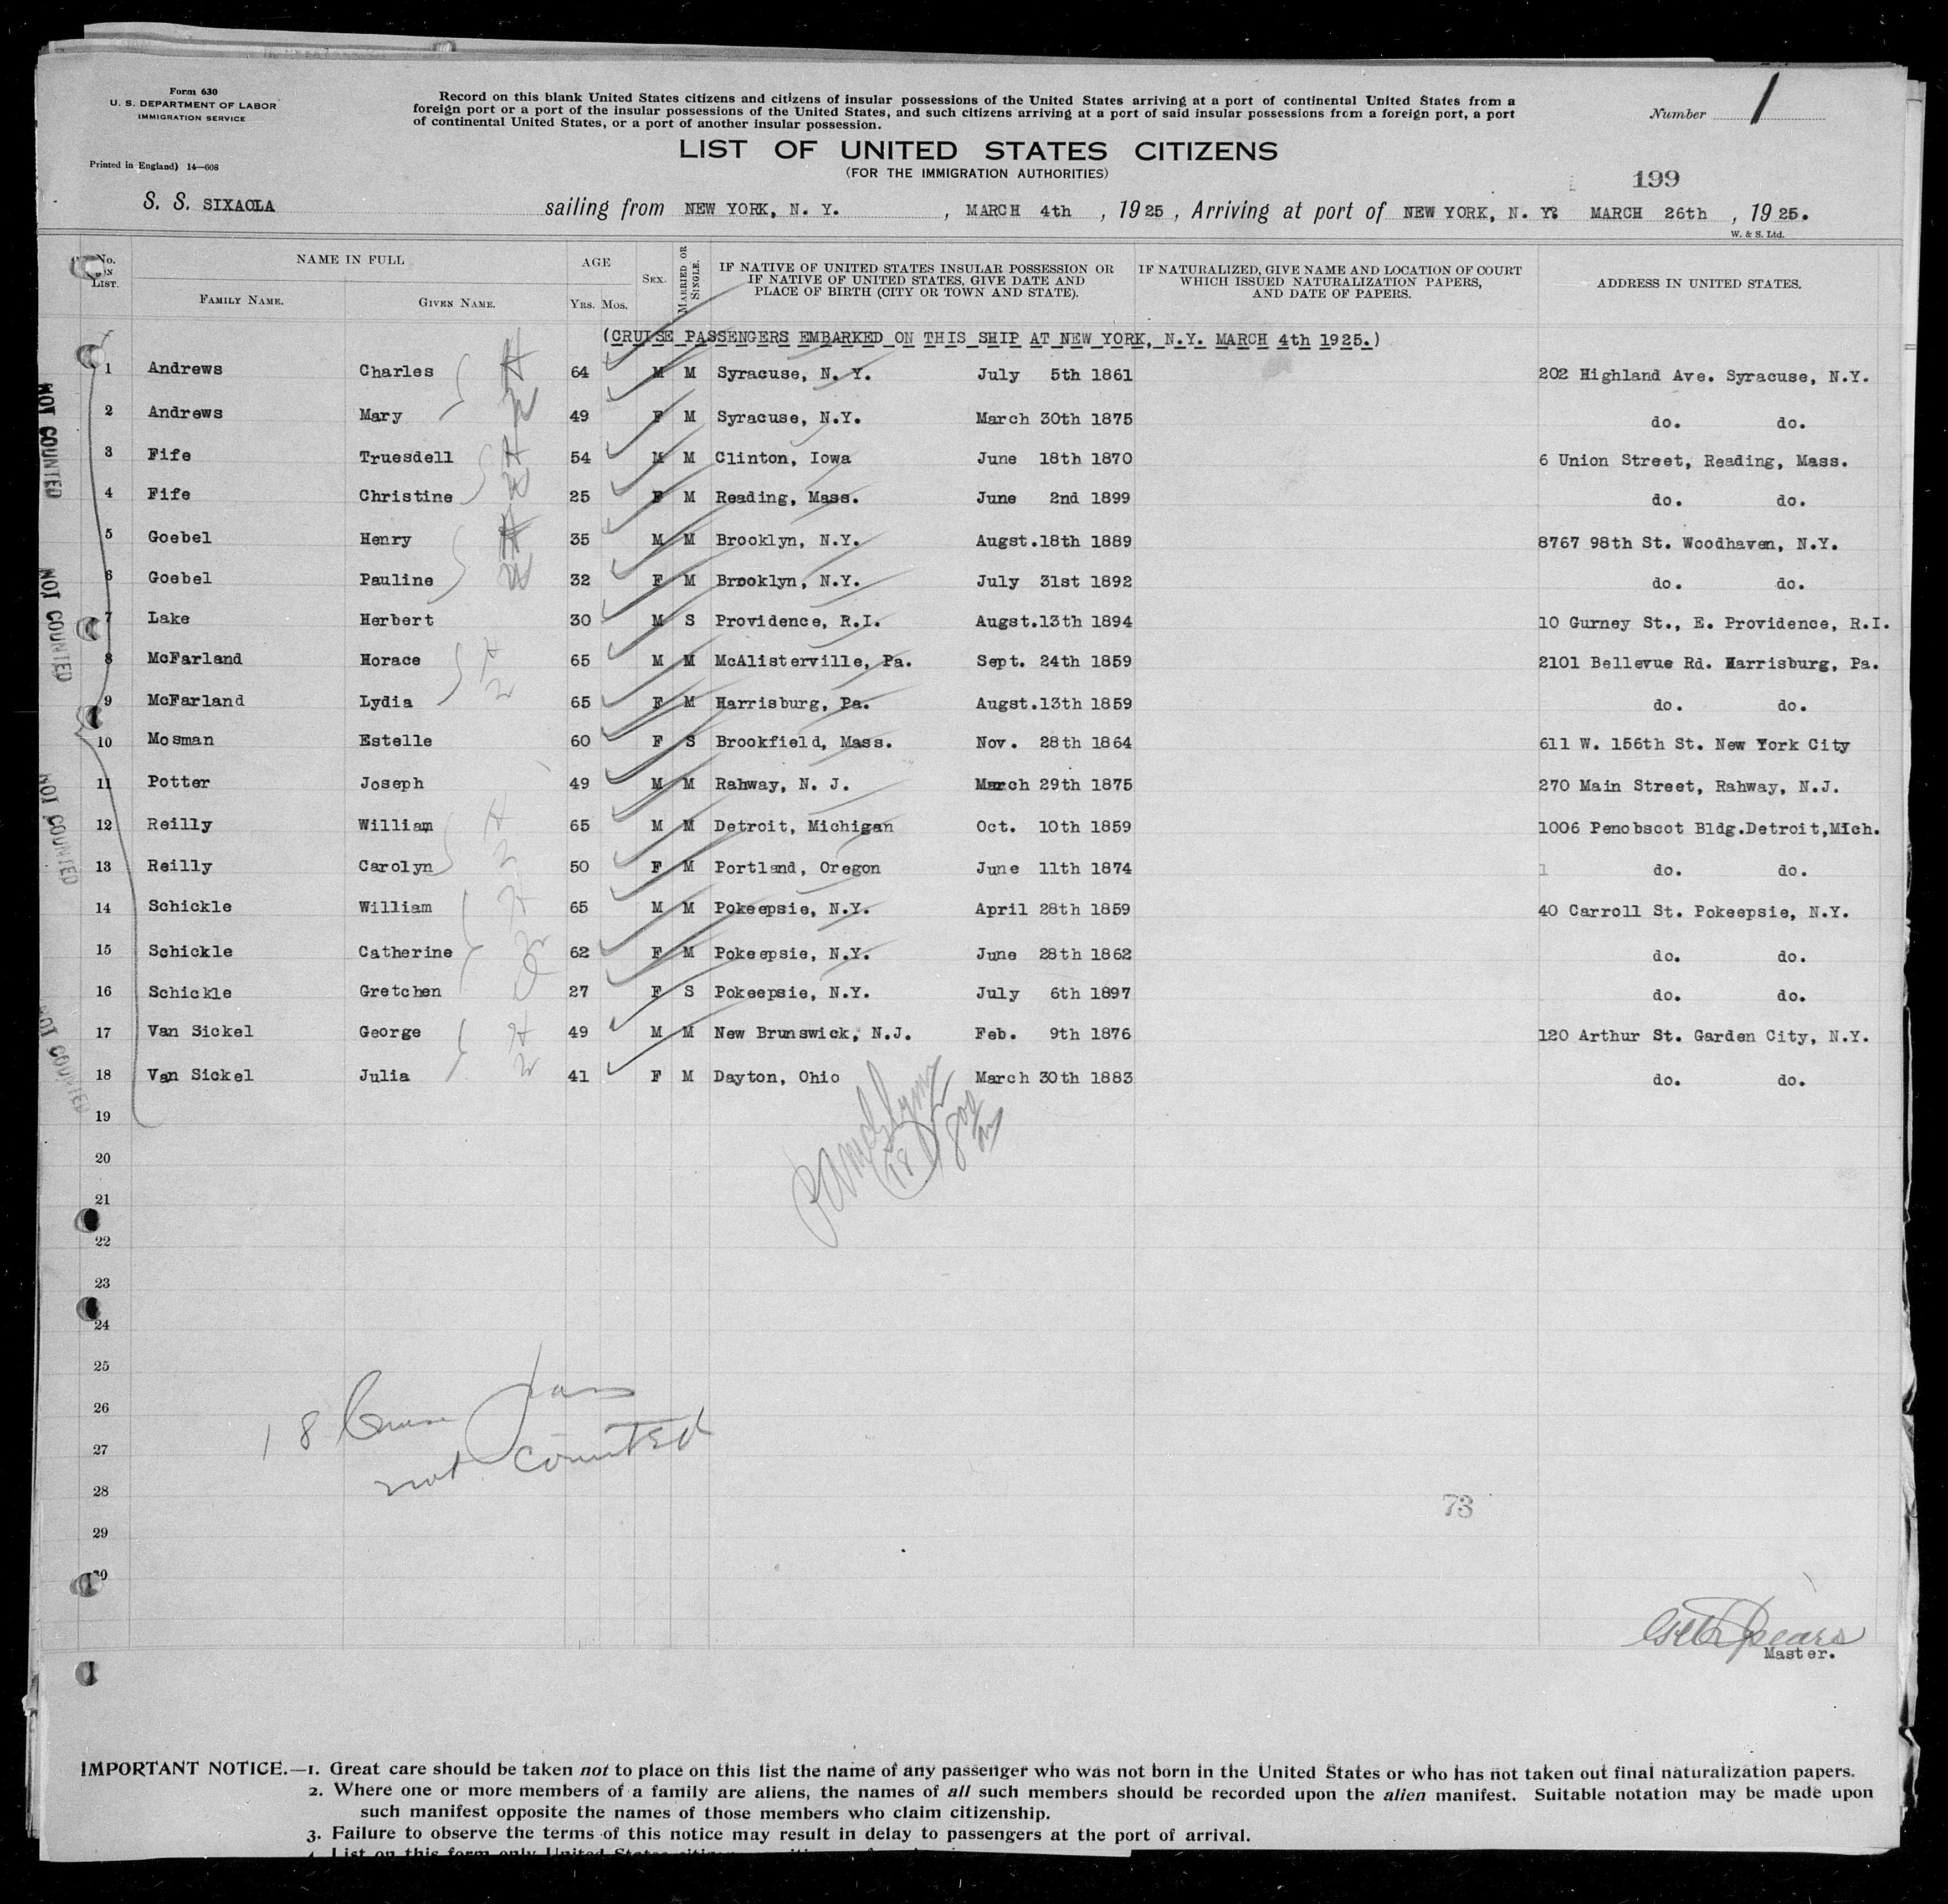 Form 630
U. S. DEPARTMENT OF LABOR
IMMIGRATION SERVICE
Printed in England) 14—608
Record on this blank United States citizens and citizens of insular possessions of the United States arriving at a port of continental United States from a
foreign port or a port of the insular possessions of the United States, and such citizens arriving at a port of said insular possessions from a foreign port, a port
of continental United States, or a port of another insular possession.
Number 1
LIST OF UNITED STATES CITIZENS
(FOR THE IMMIGRATION AUTHORITIES)
199
S. S. SIXAOLA sailing from NEW YORK, N. Y. , MARCH 4th , 1925 , Arriving at port of NEW YORK, N. Y. MARCH 26th , 1925.
W. & S. Ltd.
No. IN LIST. NAME IN FULL FAMILY NAME. GIVEN NAME. AGE Yrs. Mos. SEX. MARRIED OR SINGLE. IF NATIVE OF UNITED STATES INSULAR POSSESSION OR IF NATIVE OF UNITED STATES, GIVE DATE AND PLACE OF BIRTH (CITY OR TOWN AND STATE). IF NATURALIZED, GIVE NAME AND LOCATION OF COURT WHICH ISSUED NATURALIZATION PAPERS, AND DATE OF PAPERS. ADDRESS IN UNITED STATES.
(CRUISE PASSENGERS EMBARKED ON THIS SHIP AT NEW YORK, N.Y. MARCH 4th 1925.)
1 Andrews Charles 64 M M Syracuse, N. Y. July 5th 1861 202 Highland Ave. Syracuse, N.Y.
2 Andrews Mary 49 F M Syracuse, N.Y. March 30th 1875 do. do.
3 Fife Truesdell 54 M M Clinton, Iowa June 18th 1870 6 Union Street, Reading, Mass.
4 Fife Christine 25 F M Reading, Mass. June 2nd 1899 do. do.
5 Goebel Henry 35 M M Brooklyn, N.Y. Augst.18th 1889 8767 98th St. Woodhaven, N.Y.
6 Goebel Pauline 32 F M Brooklyn, N.Y. July 31st 1892 do. do.
7 Lake Herbert 30 M S Providence, R.I. Augst.13th 1894 10 Gurney St., E. Providence, R.I.
8 McFarland Horace 65 M M McAlisterville, Pa. Sept. 24th 1859 2101 Bellevue Rd. Harrisburg, Pa.
9 McFarland Lydia 65 F M Harrisburg, Pa. Augst.13th 1859 do. do.
10 Mosman Estelle 60 F S Brookfield, Mass. Nov. 28th 1864 611 W. 156th St. New York City
11 Potter Joseph 49 M M Rahway, N. J. March 29th 1875 270 Main Street, Rahway, N.J.
12 Reilly William 65 M M Detroit, Michigan Oct. 10th 1859 1006 Penobscot Bldg.Detroit,MIch.
13 Reilly Carolyn 50 F M Portland, Oregon June 11th 1874 do. do.
14 Schickle William 65 M M Pokeepsie, N.Y. April 28th 1859 40 Carroll St. Pokeepsie, N.Y.
15 Schickle Catherine 62 F M Pokeepsie, N.Y. June 28th 1862 do. do.
16 Schickle Gretchen 27 F S Pokeepsie, N.Y. July 6th 1897 do. do.
17 Van Sickel George 49 M M New Brunswick, N.J. Feb. 9th 1876 120 Arthur St. Garden City, N.Y.
18 Van Sickel Julia 41 F M Dayton, Ohio March 30th 1883 do. do.
19
20
21
22
23
24
25
26
27
28
29
30
NOT COUNTED
NOT COUNTED
NOT COUNTED
NOT COUNTED
18
18 Cruise pass
not counted
73
Master.
IMPORTANT NOTICE.—1. Great care should be taken not to place on this list the name of any passenger who was not born in the United States or who has not taken out final naturalization papers.
2. Where one or more members of a family are aliens, the names of all such members should be recorded upon the alien manifest. Suitable notation may be made upon
such manifest opposite the names of those members who claim citizenship.
3. Failure to observe the terms of this notice may result in delay to passengers at the port of arrival.
4. List on this form only United States